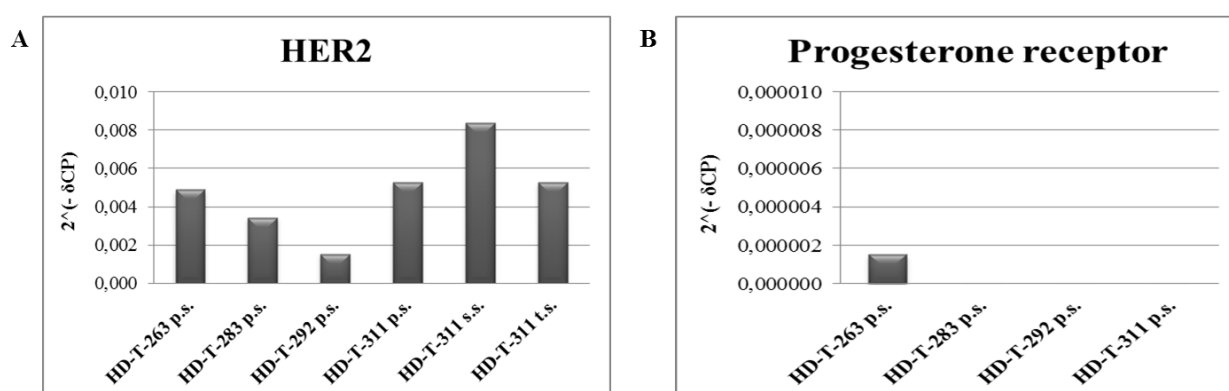 A
HER2
2^(- δCP)
0,010
0,008
0,006
0,004
0,002
0,000
HD-T-263 p.s.
HD-T-283 p.s.
HD-T-292 p.s.
HD-T-311 p.s.
HD-T-311 s.s.
HD-T-311 t.s.
B
Progesterone receptor
2^(- δCP)
0,000010
0,000008
0,000006
0,000004
0,000002
0,000000
HD-T-263 p.s.
HD-T-283 p.s.
HD-T-292 p.s.
HD-T-311 p.s.